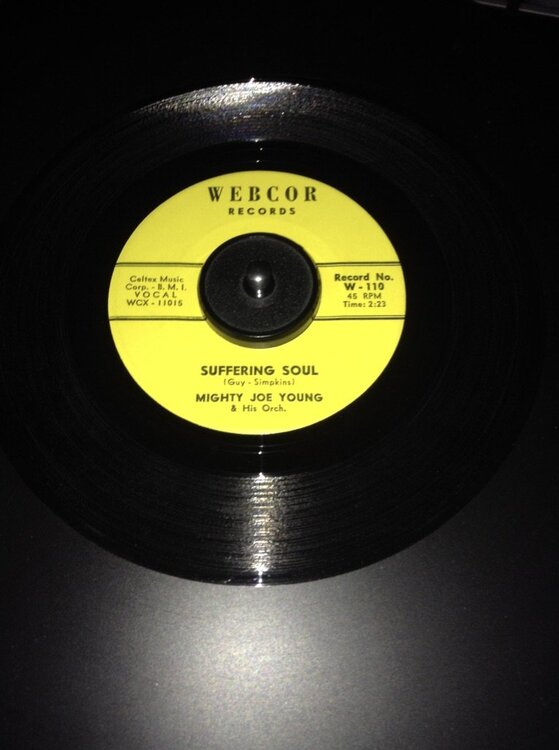 WEBCOR
RECORDS
Celtex Music
Corp. - B. M. I.
VOCAL
WCX - 11015
Record No.
W - 110
45 RPM
Time: 2:23
SUFFERING SOUL
(Guy - Simpkins)
MIGHTY JOE YOUNG
& His Orch.